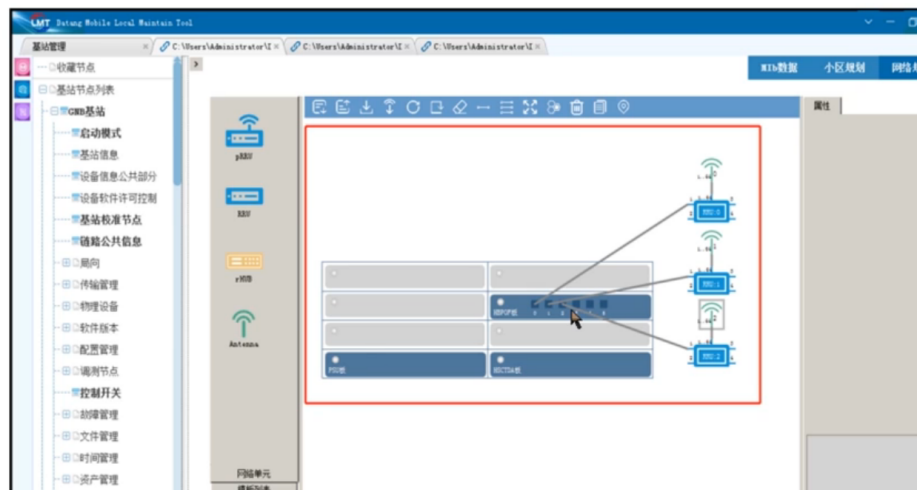 LMT Datang Mobile Local Maintain Tool
基站管理 × C:\Users\Administrator\I × C:\Users\Administrator\I × C:\Users\Administrator\I ×
收藏节点
MIb数据 小区规划
基站节点列表
属性
GNB基站
启动模式
基站信息
设备信息公共部分
设备软件许可控制
基站校准节点
链路公共信息
局向
传输管理
物理设备
软件版本
配置管理
调测节点
控制开关
故障管理
文件管理
时间管理
资产管理
pRRU
RRU
rHUB
Antenna
网络单元
RRU:0
RRU:1
RRU:2